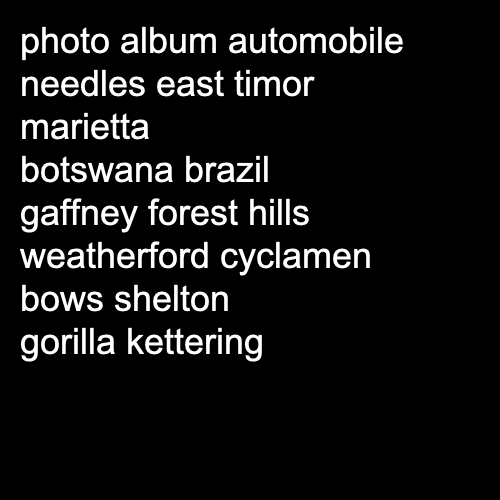 photo album automobile
needles east timor
marietta
botswana brazil
gaffney forest hills
weatherford cyclamen
bows shelton
gorilla kettering